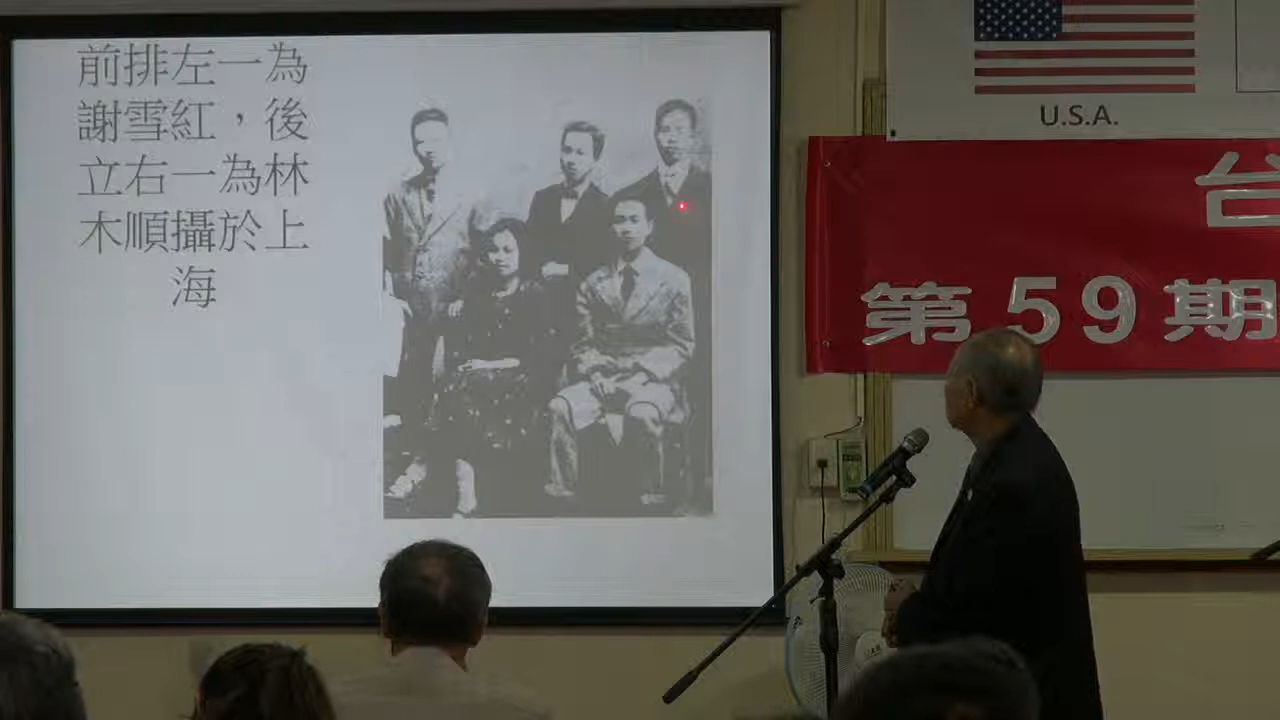 前排左一為
謝雪紅，後
立右一為林
木順攝於上
海
U.S.A.
台
第59期